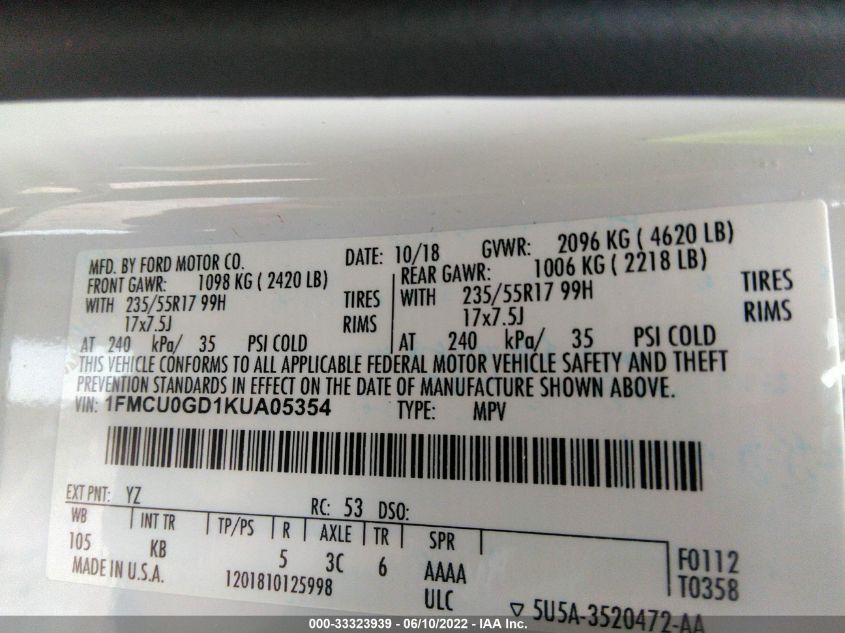 MFD. BY FORD MOTOR CO. DATE: 10/18 GVWR: 2096 KG ( 4620 LB)
FRONT GAWR: 1098 KG ( 2420 LB) REAR GAWR: 1006 KG ( 2218 LB)
WITH 235/55R17 99H TIRES WITH 235/55R17 99H TIRES
17x7.5J RIMS 17x7.5J RIMS
AT 240 kPa/ 35 PSI COLD AT 240 kPa/ 35 PSI COLD
THIS VEHICLE CONFORMS TO ALL APPLICABLE FEDERAL MOTOR VEHICLE SAFETY AND THEFT
PREVENTION STANDARDS IN EFFECT ON THE DATE OF MANUFACTURE SHOWN ABOVE.
VIN: 1FMCU0GD1KUA05354 TYPE: MPV
EXT PNT: YZ RC: 53 DSO:
WB INT TR TP/PS R AXLE TR SPR
105 KB 5 3C 6 AAAA F0112
MADE IN U.S.A. 1201810125998 ULC T0358
5U5A-3520472-AA
000-33323939 - 06/10/2022 - IAA Inc.